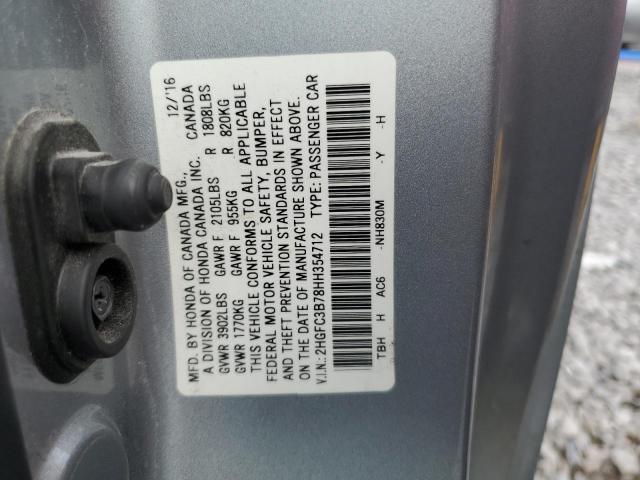 MFD. BY HONDA OF CANADA MFG., 12/'16
A DIVISION OF HONDA CANADA INC. CANADA
GVWR 3902LBS GAWR F 2105LBS R 1808LBS
GVWR 1770KG GAWR F 955KG R 820KG
THIS VEHICLE CONFORMS TO ALL APPLICABLE
FEDERAL MOTOR VEHICLE SAFETY, BUMPER,
AND THEFT PREVENTION STANDARDS IN EFFECT
ON THE DATE OF MANUFACTURE SHOWN ABOVE.
V.I.N.: 2HGFC3B78HH354712 TYPE: PASSENGER CAR
TBH H AC6 -NH830M -Y -H